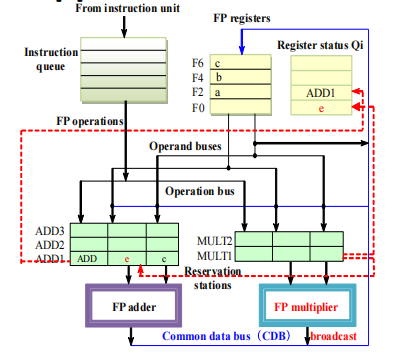 From instruction unit
FP registers
Instruction
queue
Register status Qi
F6 c
F4 b
F2 a
F0
ADD1
e
FP operations
Operand buses
Operation bus
ADD3
ADD2
ADD1 ADD e c
MULT2
MULT1
Reservation
stations
FP adder
FP multiplier
Common data bus（CDB） broadcast